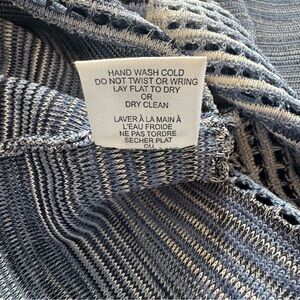 HAND WASH COLD
DO NOT TWIST OR WRING
LAY FLAT TO DRY
OR
DRY CLEAN
LAVER À LA MAIN À
L'EAU FROIDE
NE PAS TORDRE
SECHER PLAT
OU